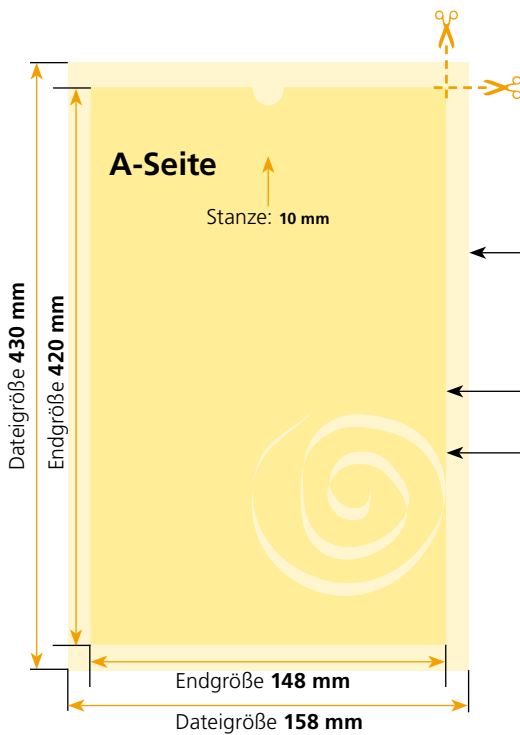 A-Seite
Stanze: 10 mm
Dateigröße 430 mm
Endgröße 420 mm
Endgröße 148 mm
Dateigröße 158 mm